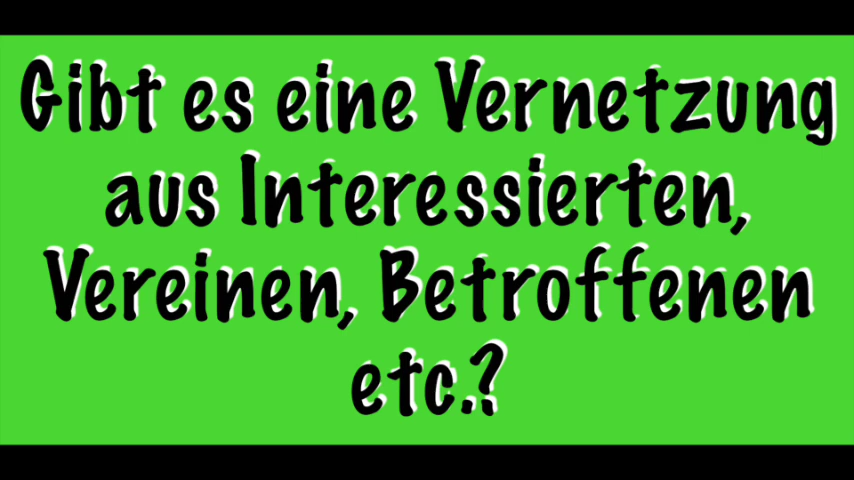 Gibt es eine Vernetzung
aus Interessierten,
Vereinen, Betroffenen
etc.?